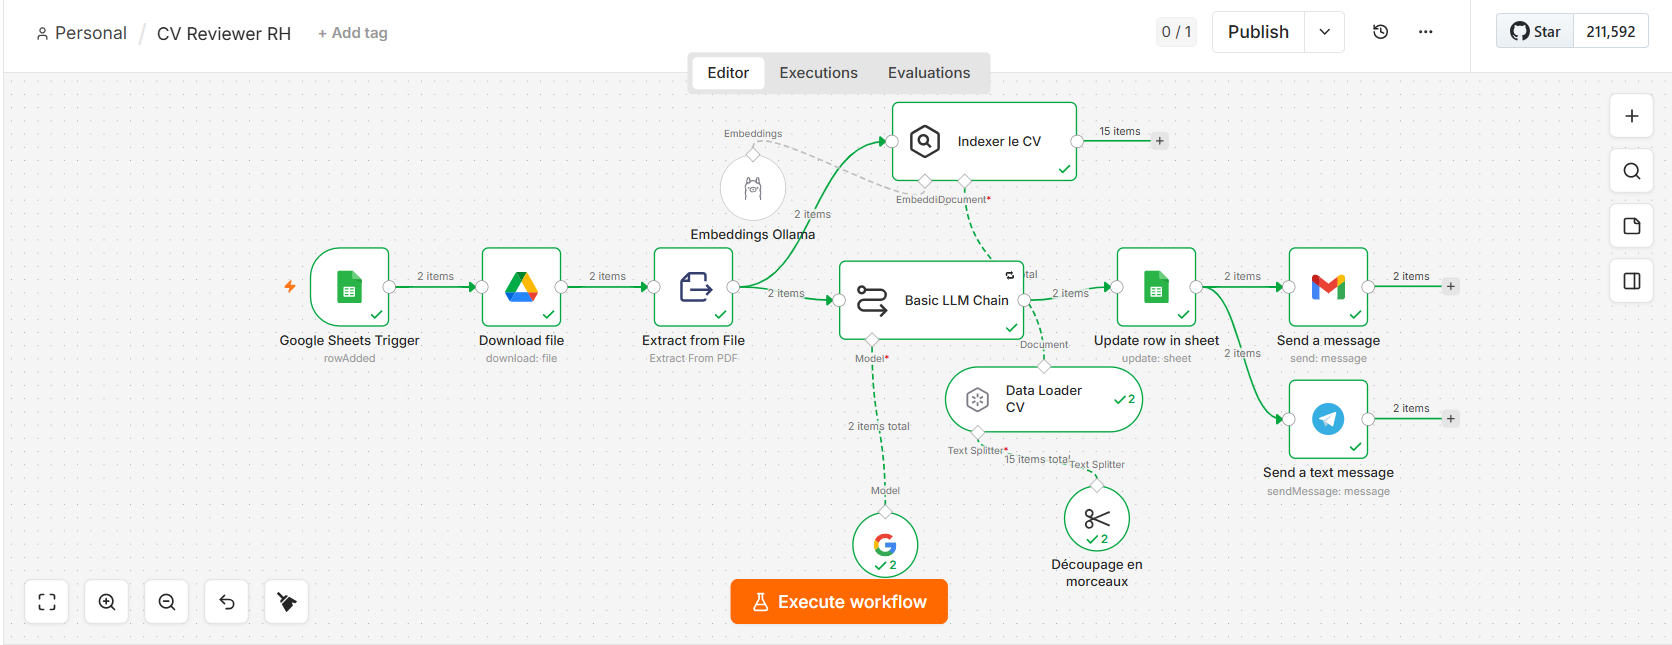 Personal / CV Reviewer RH + Add tag
0 / 1
Publish
Star 211,592
Editor Executions Evaluations
Embeddings
Indexer le CV
15 items
Embeddings Ollama
EmbeddiDocument*
2 items
Google Sheets Trigger
rowAdded
2 items
Download file
download: file
2 items
Extract from File
Extract From PDF
2 items
Basic LLM Chain
Model*
2 items
Update row in sheet
update: sheet
2 items
Send a message
send: message
2 items
2 items
Send a text message
sendMessage: message
2 items
Document
Data Loader
CV
2
Text Splitter*
15 items total
Text Splitter
2
Découpage en
morceaux
2 items total
Model
2
Execute workflow